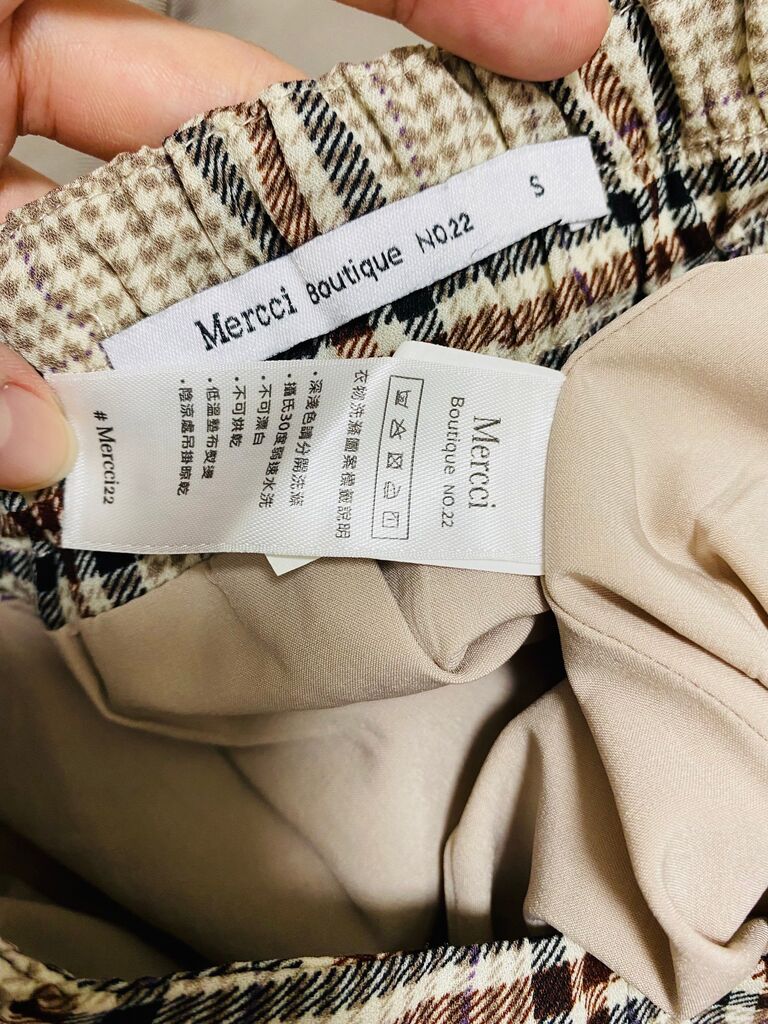 Mercci Boutique NO.22
S
Mercci
Boutique NO.22
衣物洗滌圖案標籤說明
·深淺色請分開洗滌
·攝氏30度弱速水洗
·不可漂白
·不可烘乾
·低溫墊布熨燙
·陰涼處吊掛晾乾
#Mercci22